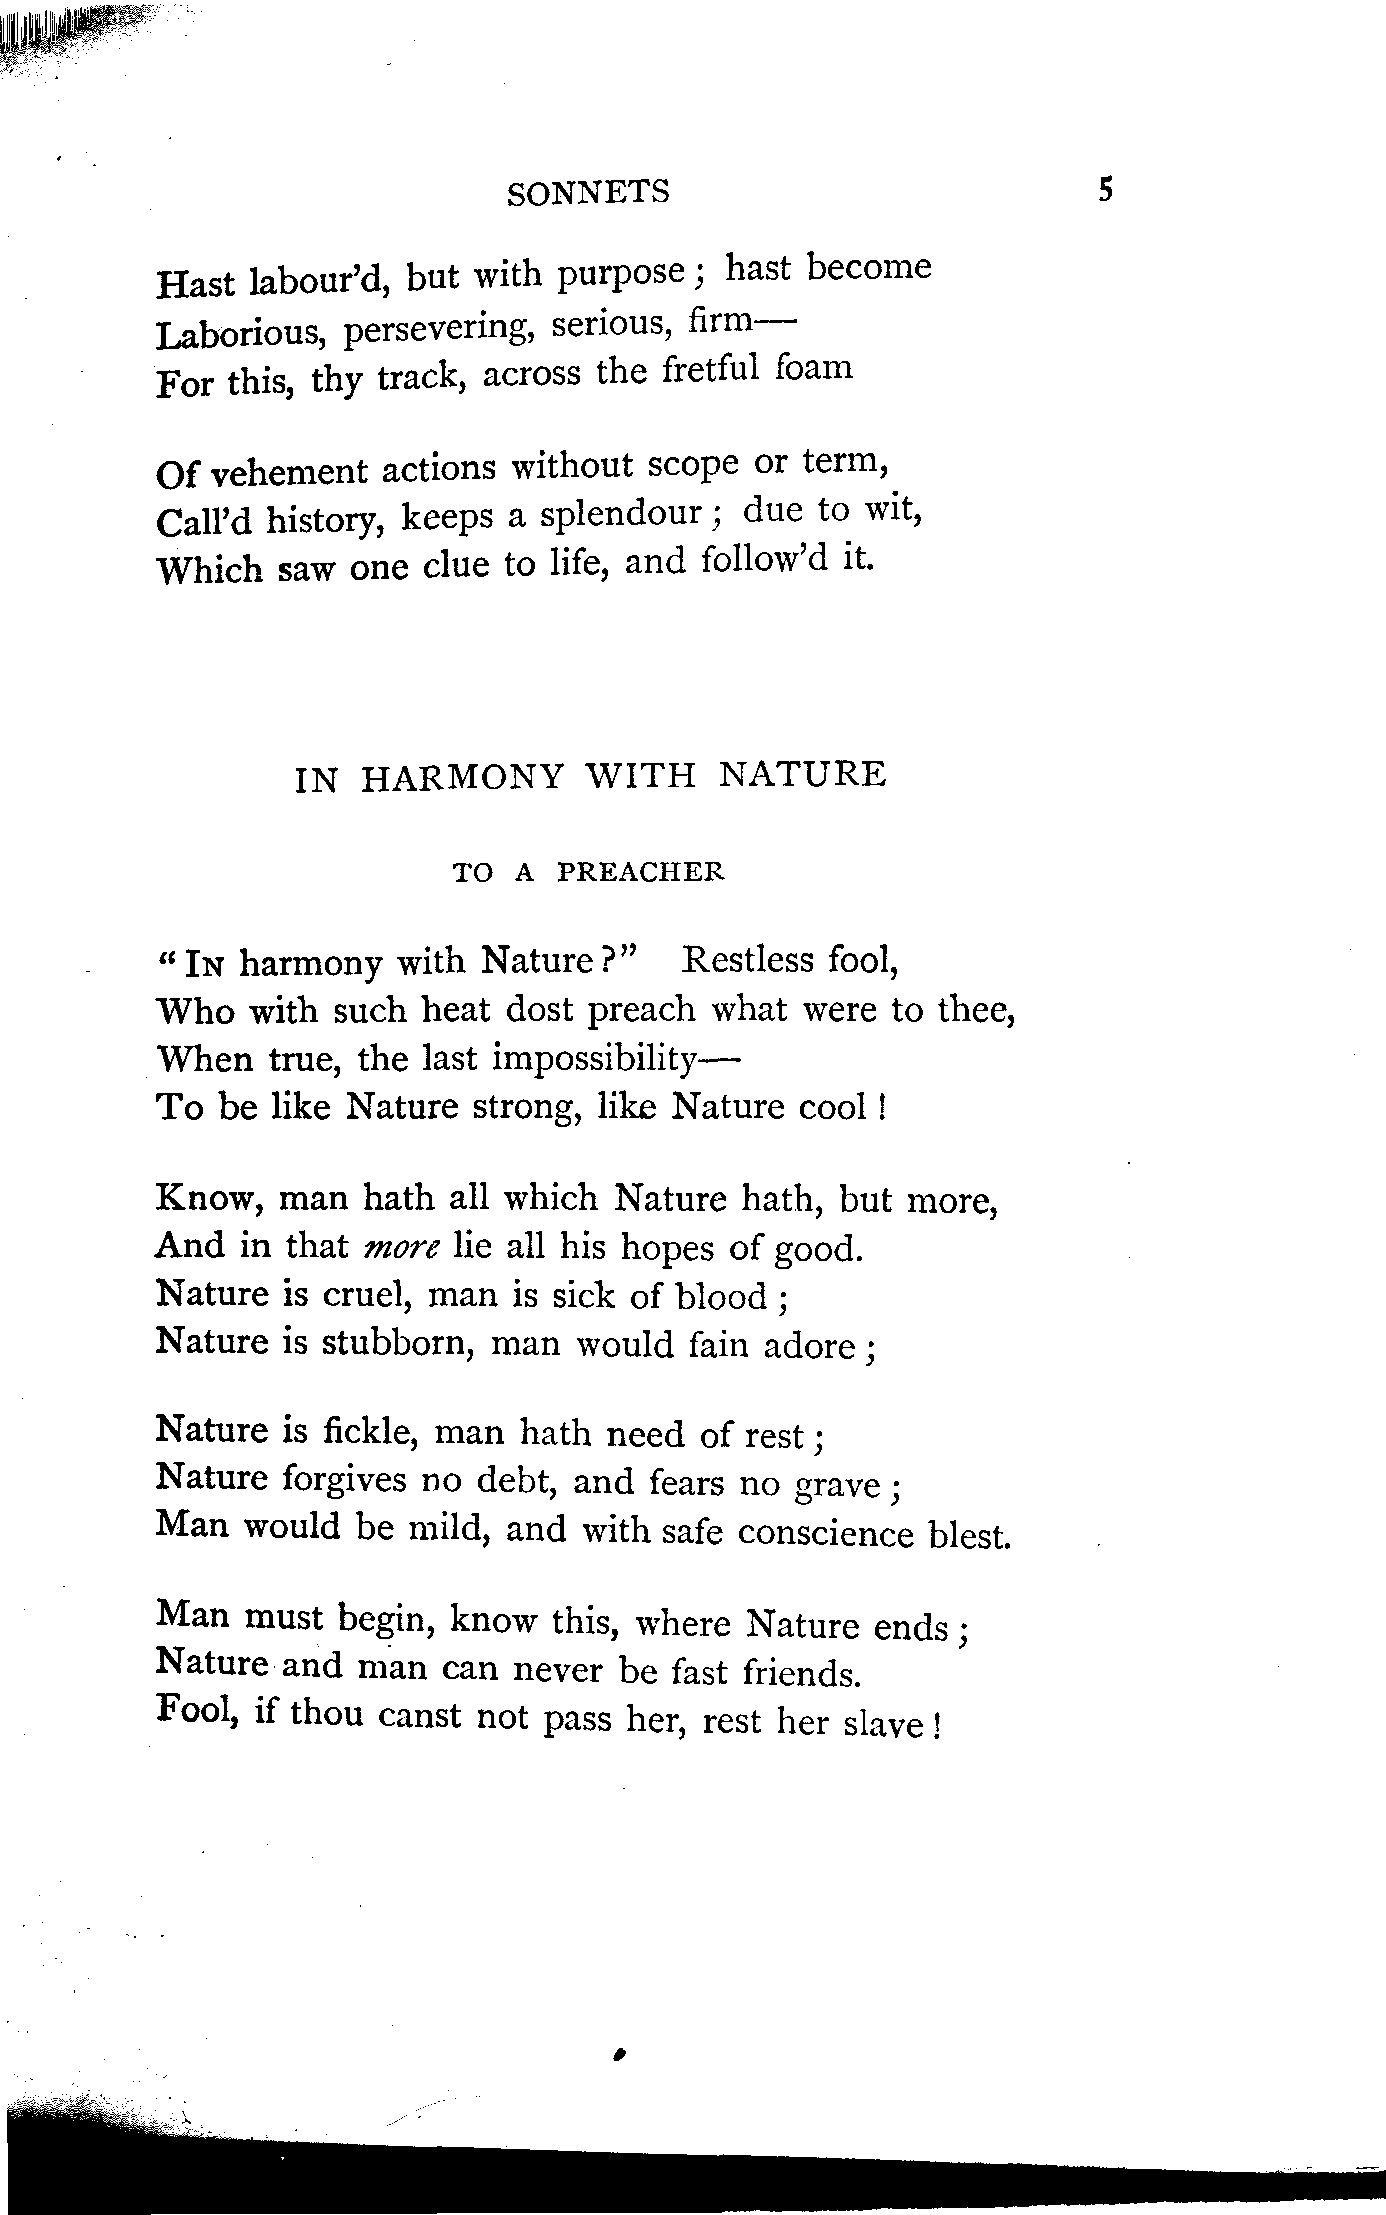 SONNETS 5
Hast labour'd, but with purpose ; hast become
Laborious, persevering, serious, firm—
For this, thy track, across the fretful foam
Of vehement actions without scope or term,
Call'd history, keeps a splendour ; due to wit,
Which saw one clue to life, and follow'd it.
IN HARMONY WITH NATURE
TO A PREACHER
“ IN harmony with Nature ?” Restless fool,
Who with such heat dost preach what were to thee,
When true, the last impossibility—
To be like Nature strong, like Nature cool !
Know, man hath all which Nature hath, but more,
And in that more lie all his hopes of good.
Nature is cruel, man is sick of blood ;
Nature is stubborn, man would fain adore ;
Nature is fickle, man hath need of rest ;
Nature forgives no debt, and fears no grave ;
Man would be mild, and with safe conscience blest.
Man must begin, know this, where Nature ends ;
Nature and man can never be fast friends.
Fool, if thou canst not pass her, rest her slave !